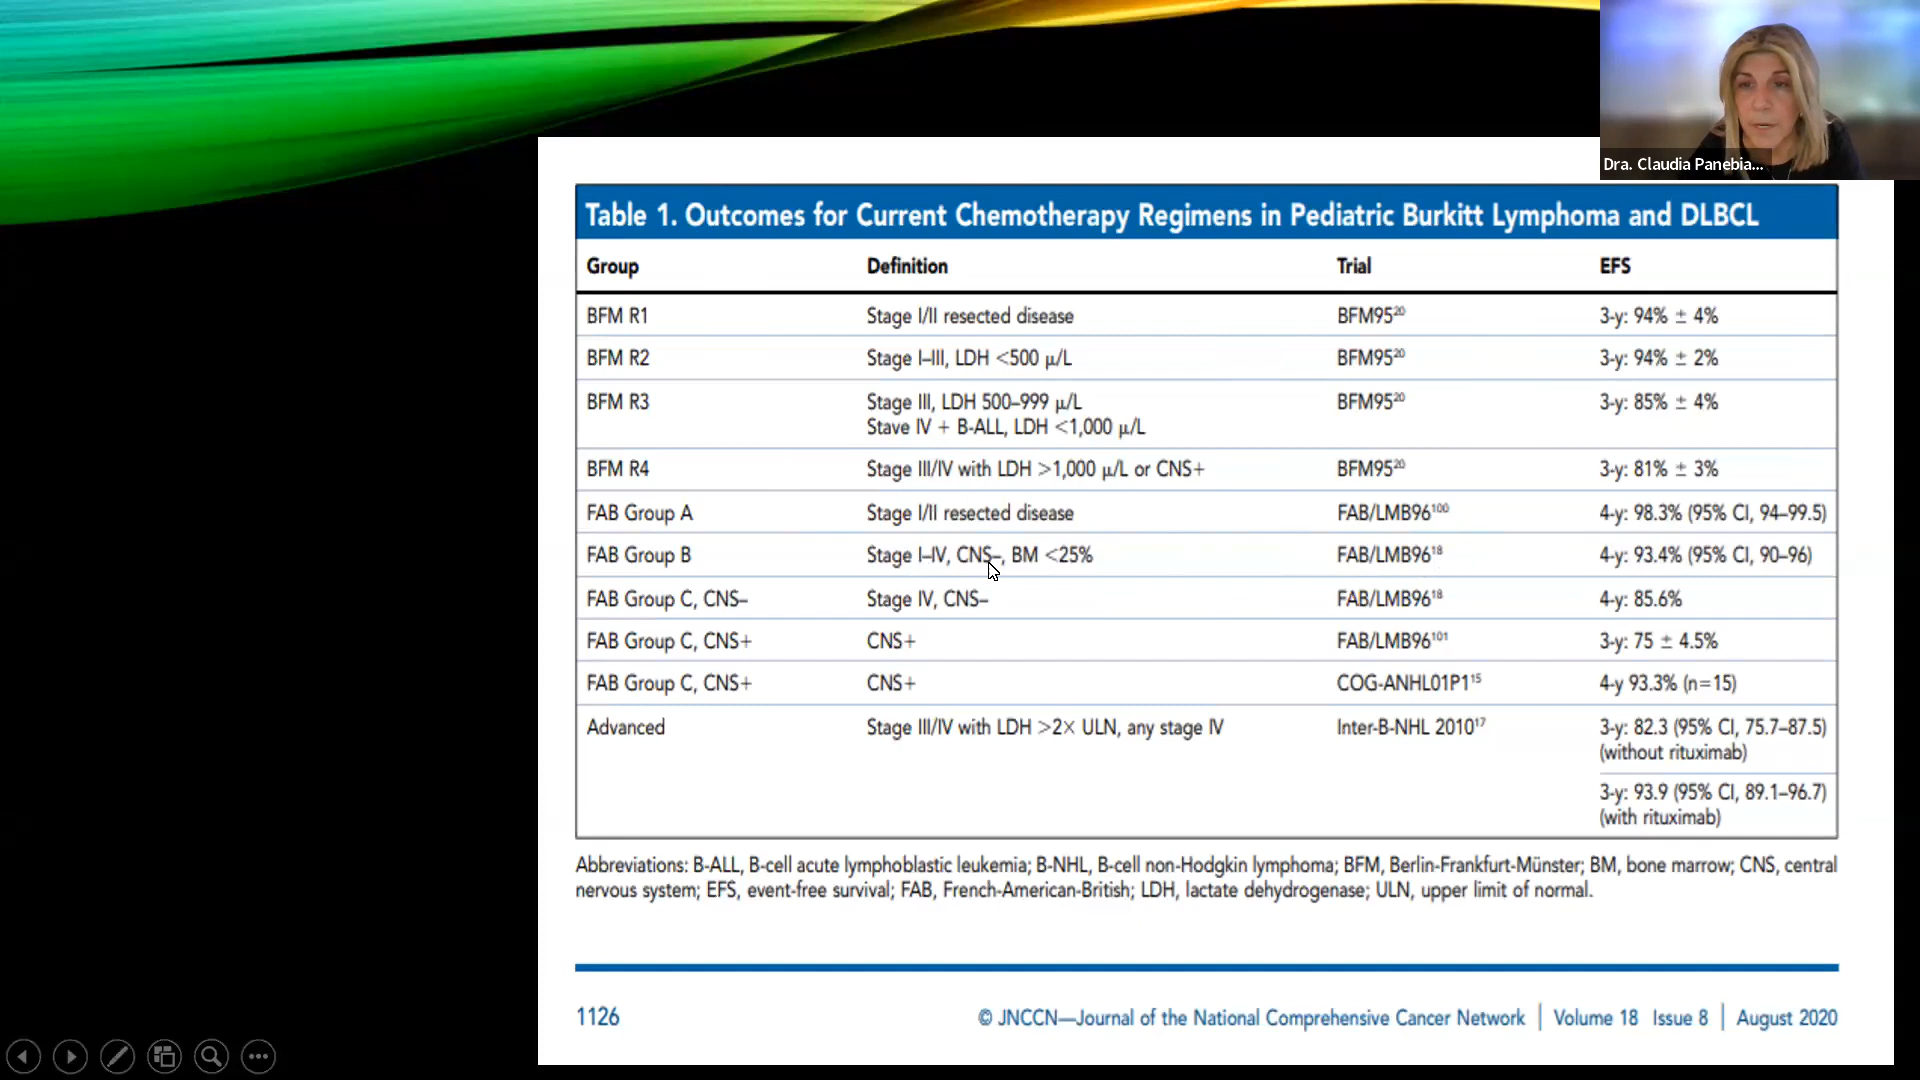 Dra. Claudia Panebia...
Table 1. Outcomes for Current Chemotherapy Regimens in Pediatric Burkitt Lymphoma and DLBCL
Group Definition Trial EFS
BFM R1 Stage I/II resected disease BFM95²⁰ 3-y: 94% ± 4%
BFM R2 Stage I–III, LDH <500 μ/L BFM95²⁰ 3-y: 94% ± 2%
BFM R3 Stage III, LDH 500–999 μ/L BFM95²⁰ 3-y: 85% ± 4%
Stave IV + B-ALL, LDH <1,000 μ/L
BFM R4 Stage III/IV with LDH >1,000 μ/L or CNS+ BFM95²⁰ 3-y: 81% ± 3%
FAB Group A Stage I/II resected disease FAB/LMB96¹⁰⁰ 4-y: 98.3% (95% CI, 94–99.5)
FAB Group B Stage I–IV, CNS–, BM <25% FAB/LMB96¹⁸ 4-y: 93.4% (95% CI, 90–96)
FAB Group C, CNS– Stage IV, CNS– FAB/LMB96¹⁸ 4-y: 85.6%
FAB Group C, CNS+ CNS+ FAB/LMB96¹⁰¹ 3-y: 75 ± 4.5%
FAB Group C, CNS+ CNS+ COG-ANHL01P1¹⁵ 4-y 93.3% (n=15)
Advanced Stage III/IV with LDH >2× ULN, any stage IV Inter-B-NHL 2010¹⁷ 3-y: 82.3 (95% CI, 75.7–87.5)
(without rituximab)
3-y: 93.9 (95% CI, 89.1–96.7)
(with rituximab)
Abbreviations: B-ALL, B-cell acute lymphoblastic leukemia; B-NHL, B-cell non-Hodgkin lymphoma; BFM, Berlin-Frankfurt-Münster; BM, bone marrow; CNS, central
nervous system; EFS, event-free survival; FAB, French-American-British; LDH, lactate dehydrogenase; ULN, upper limit of normal.
1126 © JNCCN—Journal of the National Comprehensive Cancer Network | Volume 18 Issue 8 | August 2020